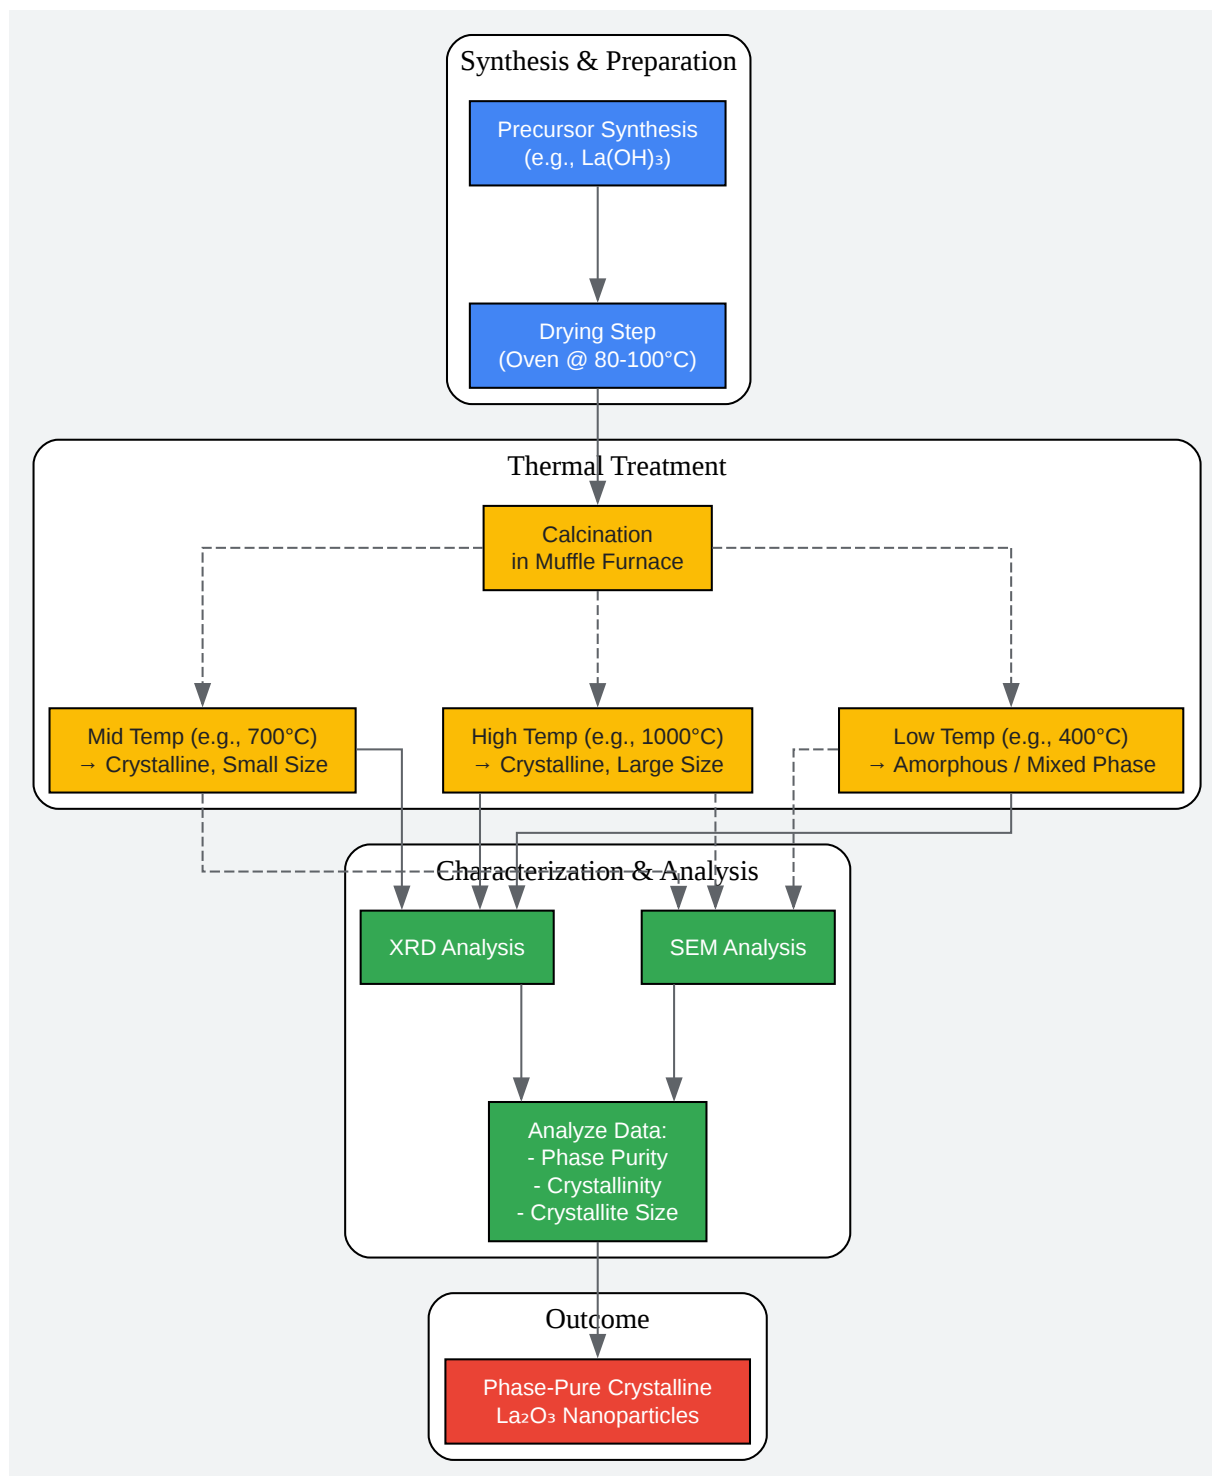 Synthesis & Preparation
Precursor Synthesis
(e.g., La(OH)₃)
Drying Step
(Oven @ 80-100°C)
Thermal Treatment
Calcination
in Muffle Furnace
Mid Temp (e.g., 700°C)
→ Crystalline, Small Size
High Temp (e.g., 1000°C)
→ Crystalline, Large Size
Low Temp (e.g., 400°C)
→ Amorphous / Mixed Phase
Characterization & Analysis
XRD Analysis
SEM Analysis
Analyze Data:
- Phase Purity
- Crystallinity
- Crystallite Size
Outcome
Phase-Pure Crystalline
La₂O₃ Nanoparticles